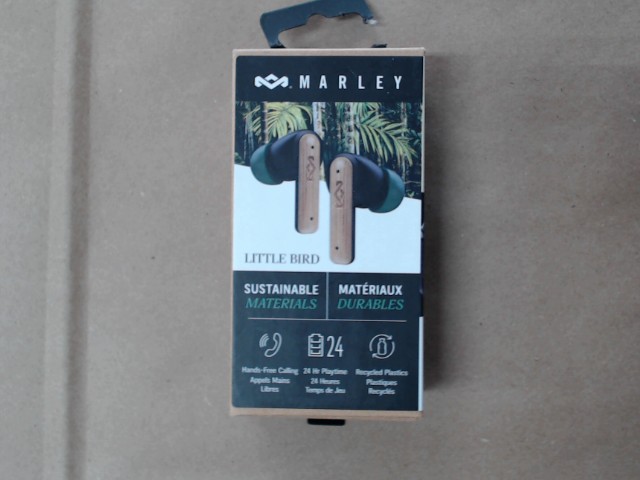 MARLEY
LITTLE BIRD
SUSTAINABLE
MATERIALS
MATÉRIAUX
DURABLES
24
Hands-Free Calling
Appels Mains
Libres
24 Hr Playtime
24 Heures
Temps de Jeu
Recycled Plastics
Plastiques
Recyclés